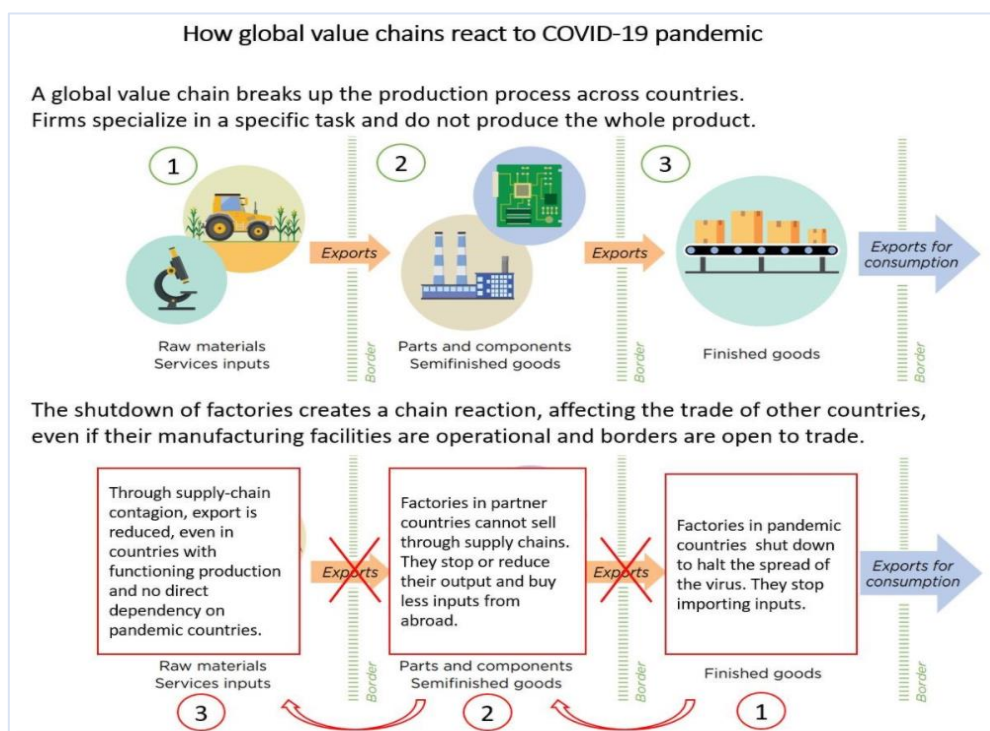 How global value chains react to COVID-19 pandemic
A global value chain breaks up the production process across countries.
Firms specialize in a specific task and do not produce the whole product.
1
2
3
Exports
Exports
Exports for
consumption
Raw materials
Services inputs
Border
Parts and components
Semifinished goods
Border
Finished goods
Border
The shutdown of factories creates a chain reaction, affecting the trade of other countries,
even if their manufacturing facilities are operational and borders are open to trade.
Through supply-chain
contagion, export is
reduced, even in
countries with
functioning production
and no direct
dependency on
pandemic countries.
Exports
Factories in partner
countries cannot sell
through supply chains.
They stop or reduce
their output and buy
less inputs from
abroad.
Exports
Factories in pandemic
countries shut down
to halt the spread of
the virus. They stop
importing inputs.
Exports for
consumption
Raw materials
Services inputs
Border
Parts and components
Semifinished goods
Border
Finished goods
Border
3
2
1